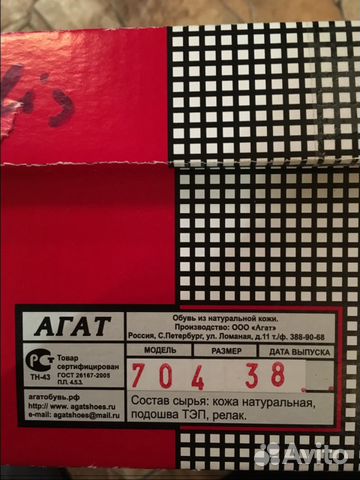 АГАТ
Обувь из натуральной кожи.
Производство: ООО «Агат»
Россия, С.Петербург, ул. Ломаная, д.11 т./ф. 388-90-68
РСТ
ТН-43
Товар
сертифицирован
ГОСТ 26167-2005
П.Л. 4.5.3.
МОДЕЛЬ РАЗМЕР ДАТА ВЫПУСКА
704 38
агатобувь.рф
http:// www.agatshoes.ru
e-mail: agatshoes@mail.ru
Состав сырья: кожа натуральная,
подошва ТЭП, релак.
Avito